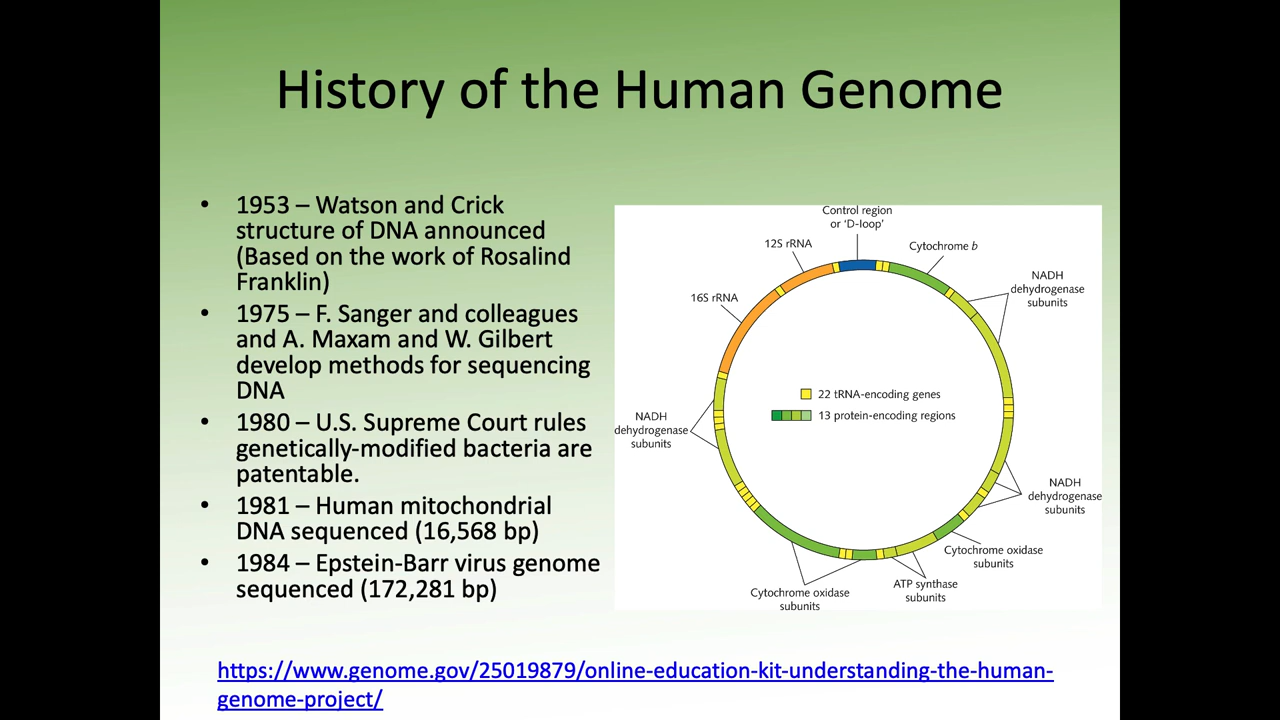 History of the Human Genome
• 1953 – Watson and Crick
structure of DNA announced
(Based on the work of Rosalind
Franklin)
• 1975 – F. Sanger and colleagues
and A. Maxam and W. Gilbert
develop methods for sequencing
DNA
• 1980 – U.S. Supreme Court rules
genetically-modified bacteria are
patentable.
• 1981 – Human mitochondrial
DNA sequenced (16,568 bp)
• 1984 – Epstein-Barr virus genome
sequenced (172,281 bp)
Control region
or ‘D-loop’
12S rRNA
Cytochrome b
16S rRNA
NADH
dehydrogenase
subunits
22 tRNA-encoding genes
13 protein-encoding regions
NADH
dehydrogenase
subunits
NADH
dehydrogenase
subunits
Cytochrome oxidase
subunits
ATP synthase
subunits
Cytochrome oxidase
subunits
https://www.genome.gov/25019879/online-education-kit-understanding-the-human-
genome-project/